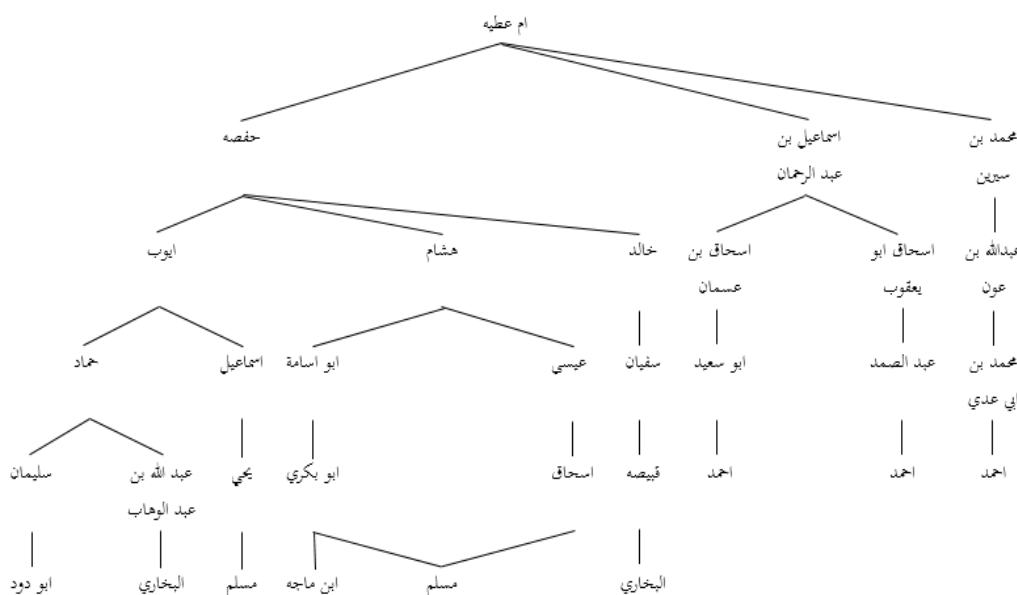 ام عطيه
محمد بن
اسماعيل بن
حفصه
سيرين
عبد الرحمان
عبدالله بن
اسحاق ابو
اسحاق بن
خالد
هشام
ايوب
عون
يعقوب
عسمان
محمد بن
عبد الصمد
ابو سعيد
سفيان
عيسى
ابو اسامة
اسماعيل
حماد
ابي عدي
احمد
احمد
احمد
قبيصه
اسحاق
ابو بكري
يحي
عبد الله بن
سليمان
عبد الوهاب
البخاري
مسلم
ابن ماجه
مسلم
البخاري
ابو دود